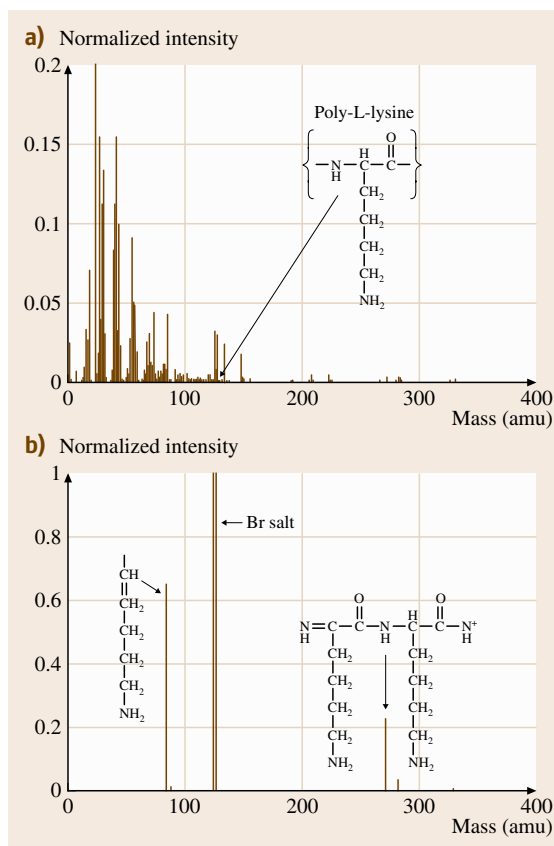 a) Normalized intensity
0.2
0.15
0.1
0.05
0
Poly-L-lysine
O
H
N C C
H
CH₂
CH₂
CH₂
CH₂
NH₂
0 100 200 300 400
Mass (amu)
b) Normalized intensity
1
0.8
0.6
0.4
0.2
0
Br salt
CH
CH₂
CH₂
CH₂
CH₂
NH₂
O O
H
N C C N C C N⁺
H H H
CH₂ CH₂
CH₂ CH₂
CH₂ CH₂
CH₂ CH₂
NH₂ NH₂
0 100 200 300 400
Mass (amu)